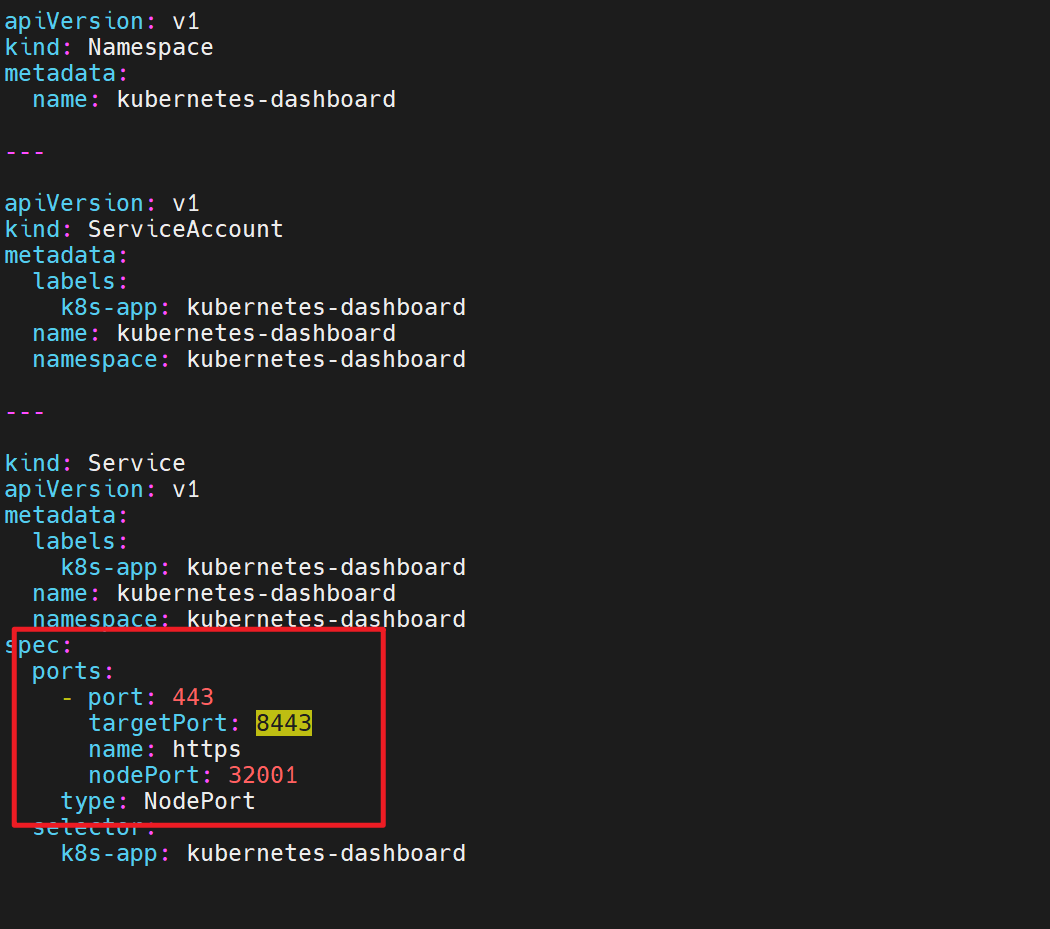 apiVersion: v1
kind: Namespace
metadata:
  name: kubernetes-dashboard
---
apiVersion: v1
kind: ServiceAccount
metadata:
  labels:
    k8s-app: kubernetes-dashboard
  name: kubernetes-dashboard
  namespace: kubernetes-dashboard
---
kind: Service
apiVersion: v1
metadata:
  labels:
    k8s-app: kubernetes-dashboard
  name: kubernetes-dashboard
  namespace: kubernetes-dashboard
spec:
  ports:
    - port: 443
      targetPort: 8443
      name: https
      nodePort: 32001
    type: NodePort
  selector:
    k8s-app: kubernetes-dashboard